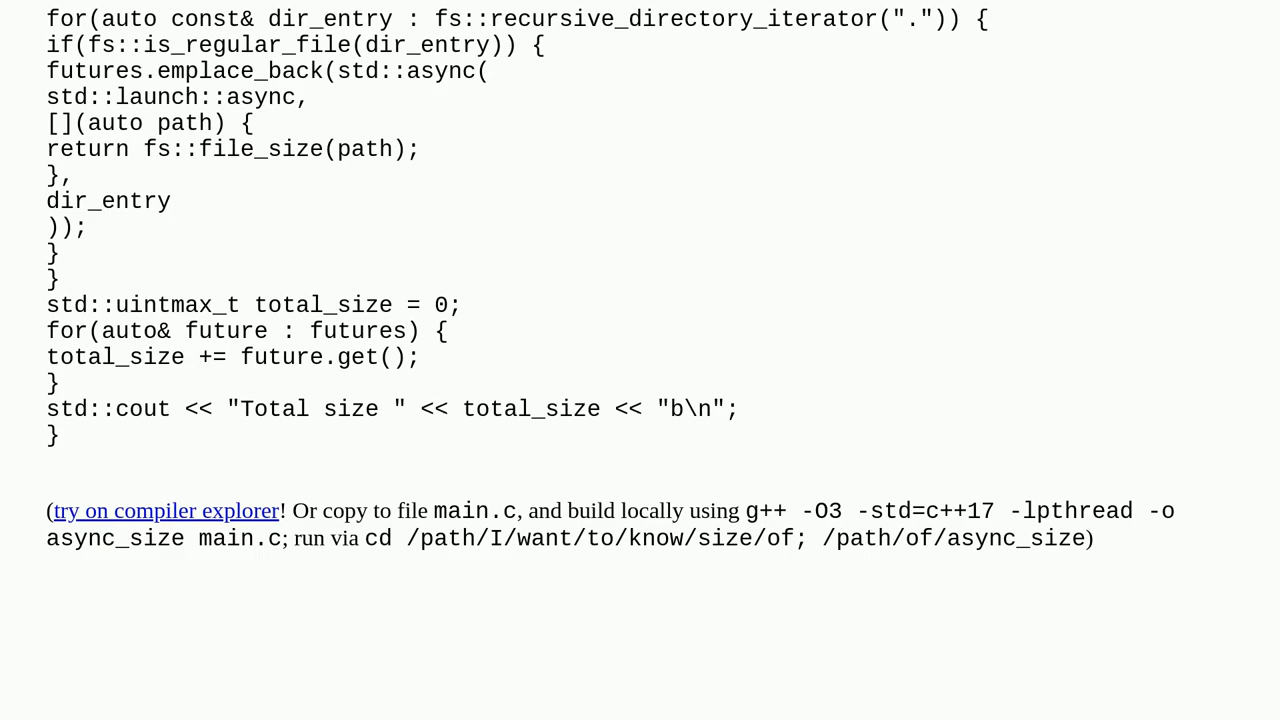 for(auto const& dir_entry : fs::recursive_directory_iterator(".")) {
if(fs::is_regular_file(dir_entry)) {
futures.emplace_back(std::async(
std::launch::async,
[](auto path) {
return fs::file_size(path);
},
dir_entry
));
}
}
std::uintmax_t total_size = 0;
for(auto& future : futures) {
total_size += future.get();
}
std::cout << "Total size " << total_size << "b\n";
}
(try on compiler explorer! Or copy to file main.c, and build locally using g++ -O3 -std=c++17 -lpthread -o
async_size main.c; run via cd /path/I/want/to/know/size/of; /path/of/async_size)